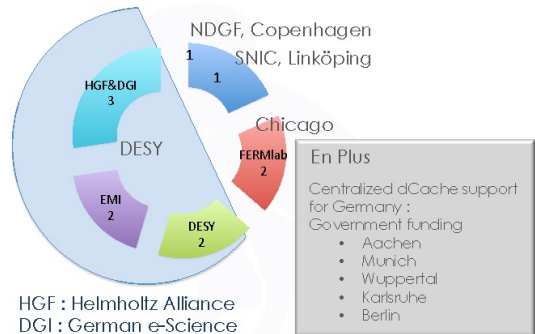 NDGF, Copenhagen
1
SNIC, Linköping
1
HGF&DGI
3
Chicago
FERMlab
2
DESY
EMI
2
DESY
2
En Plus
Centralized dCache support
for Germany :
Government funding
• Aachen
• Munich
• Wuppertal
• Karlsruhe
• Berlin
HGF : Helmholtz Alliance
DGI : German e-Science